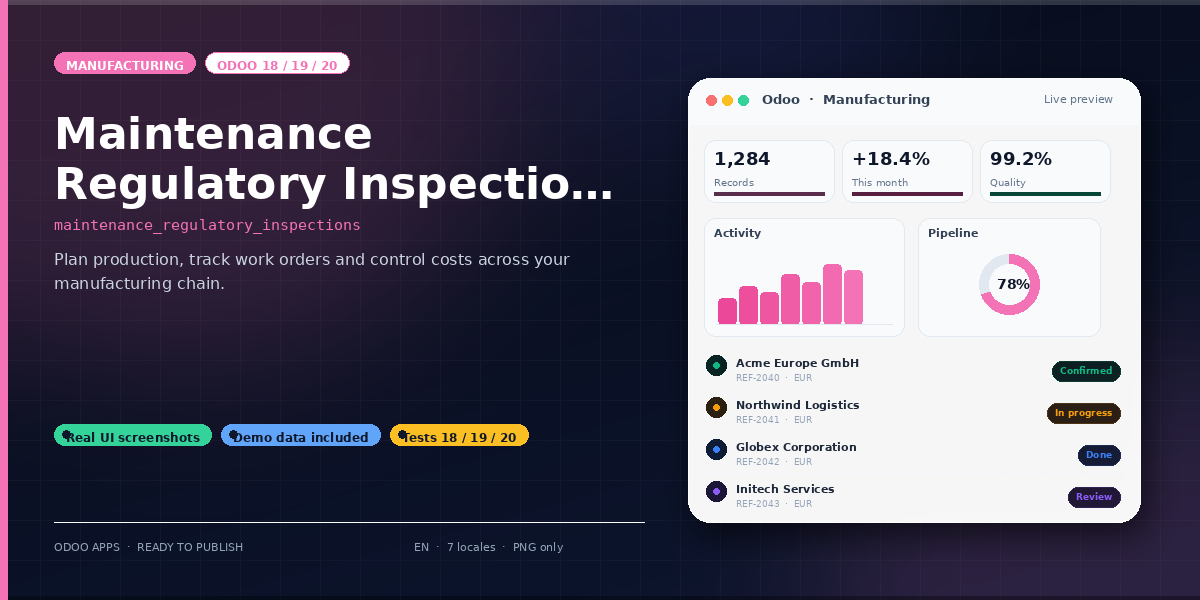 MANUFACTURING
ODOO 18 / 19 / 20
Maintenance
Regulatory Inspectio…
maintenance_regulatory_inspections
Plan production, track work orders and control costs across your
manufacturing chain.
Real UI screenshots
Demo data included
Tests 18 / 19 / 20
ODOO APPS · READY TO PUBLISH
EN · 7 locales · PNG only
Odoo · Manufacturing
Live preview
1,284
Records
+18.4%
This month
99.2%
Quality
Activity
Pipeline
78%
Acme Europe GmbH
REF-2040 · EUR
Confirmed
Northwind Logistics
REF-2041 · EUR
In progress
Globex Corporation
REF-2042 · EUR
Done
Initech Services
REF-2043 · EUR
Review